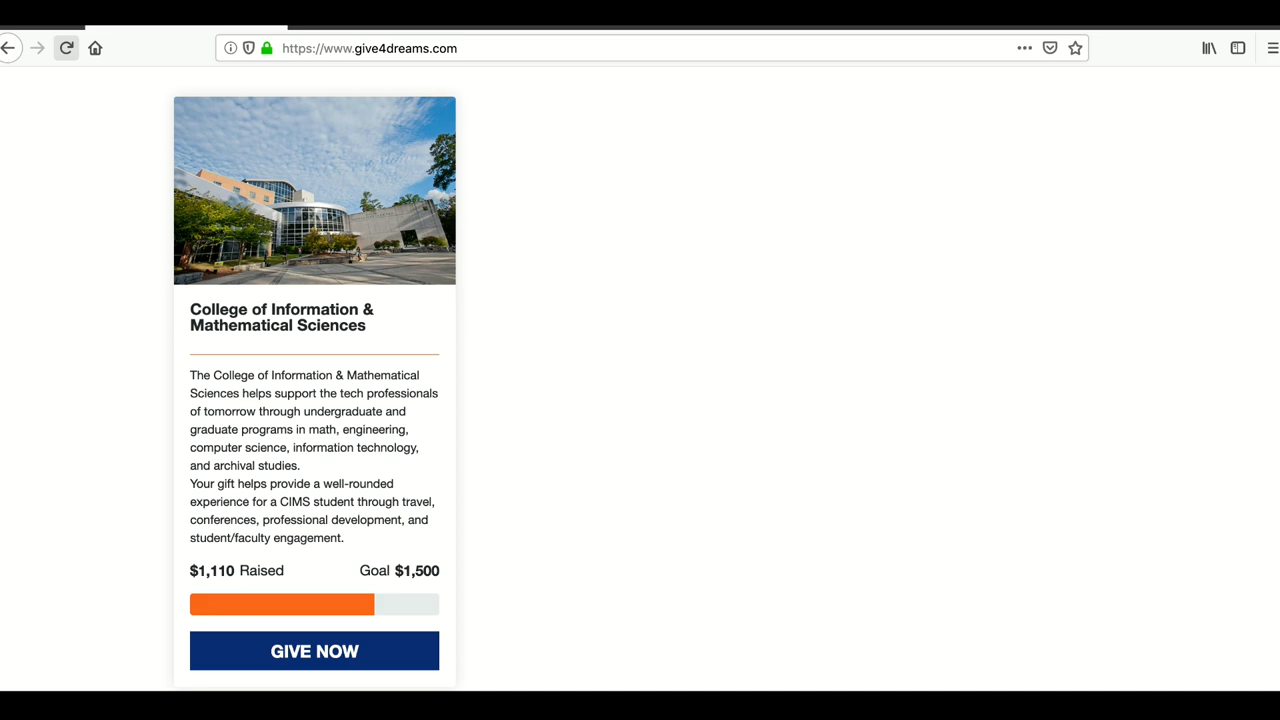 https://www.give4dreams.com
College of Information &
Mathematical Sciences
The College of Information & Mathematical
Sciences helps support the tech professionals
of tomorrow through undergraduate and
graduate programs in math, engineering,
computer science, information technology,
and archival studies.
Your gift helps provide a well-rounded
experience for a CIMS student through travel,
conferences, professional development, and
student/faculty engagement.
$1,110 Raised Goal $1,500
GIVE NOW